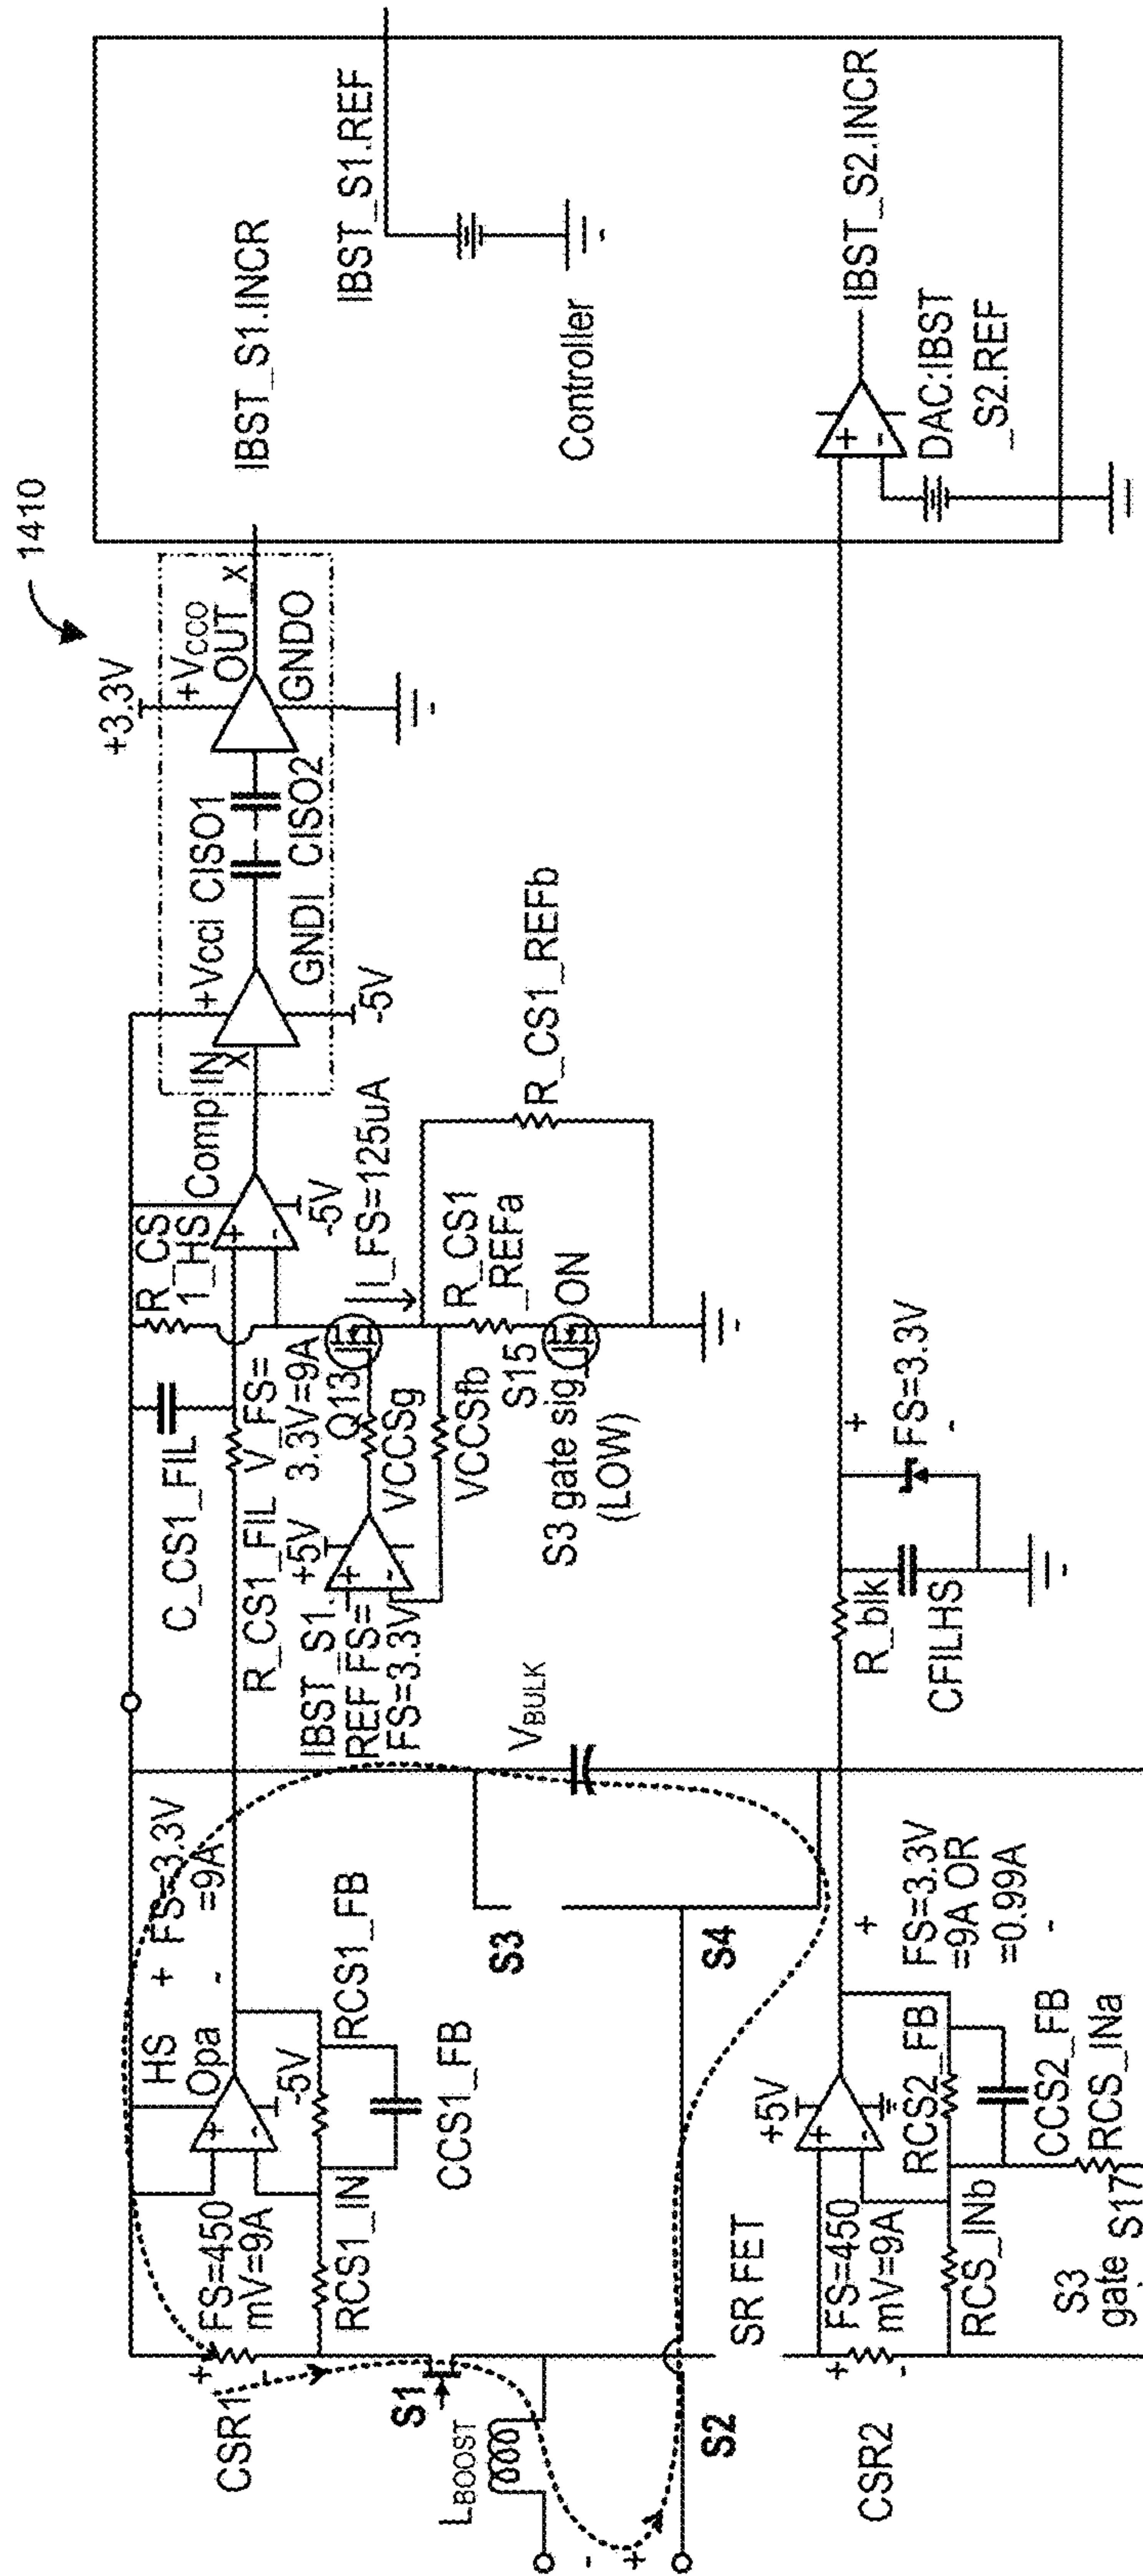 1410
+3.3V
+V_CCO
OUT
X
GNDO
+Vcci
CISO1
GNDI
CISO2
IN
X
-5V
Comp
R_CS
1_HS
+
-
-5V
C_CS1_FIL
R_CS1_FIL
V_FS=
3.3V=9A
+5V
+
-
IBST_S1.
REF FS=
FS=3.3V
Q13
VCCSg
VCCSfb
I_FS=125uA
R_CS1
_REFa
R_CS1_REFb
S15
ON
S3 gate sig
(LOW)
IBST_S1.INCR
IBST_S1.REF
-
Controller
IBST_S2.INCR
+
-
DAC:IBST
_S2.REF
-
HS
Opa
+
-
-5V
+ FS=3.3V
- =9A
CSR1
+
-
FS=450
mV=9A
RCS1_IN
RCS1_FB
CCS1_FB
S1
L_BOOST
-
+
S2
S3
S4
V_BULK
SR FET
CSR2
+
-
FS=450
mV=9A
+5V
+
-
RCS2_FB
CCS2_FB
RCS_INb
RCS_INa
S3
gate
S17
+
FS=3.3V
=9A OR
=0.99A
-
R_blk
CFILHS
+
FS=3.3V
-
-
-
-